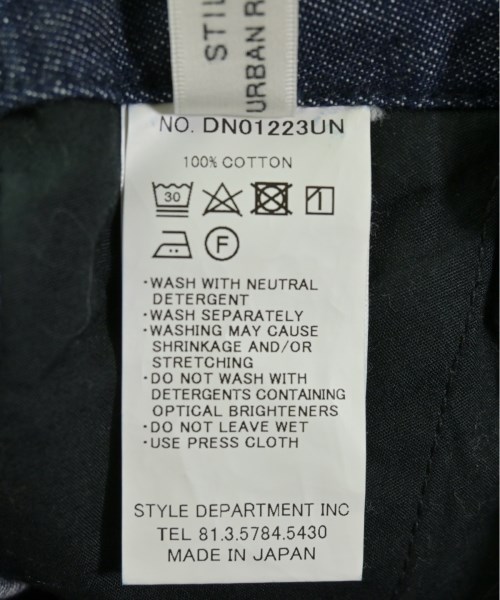 STIL
URBAN R
NO. DN01223UN
100% COTTON
30
F
·WASH WITH NEUTRAL
DETERGENT
·WASH SEPARATELY
·WASHING MAY CAUSE
SHRINKAGE AND/OR
STRETCHING
·DO NOT WASH WITH
DETERGENTS CONTAINING
OPTICAL BRIGHTENERS
·DO NOT LEAVE WET
·USE PRESS CLOTH
STYLE DEPARTMENT INC
TEL 81.3.5784.5430
MADE IN JAPAN